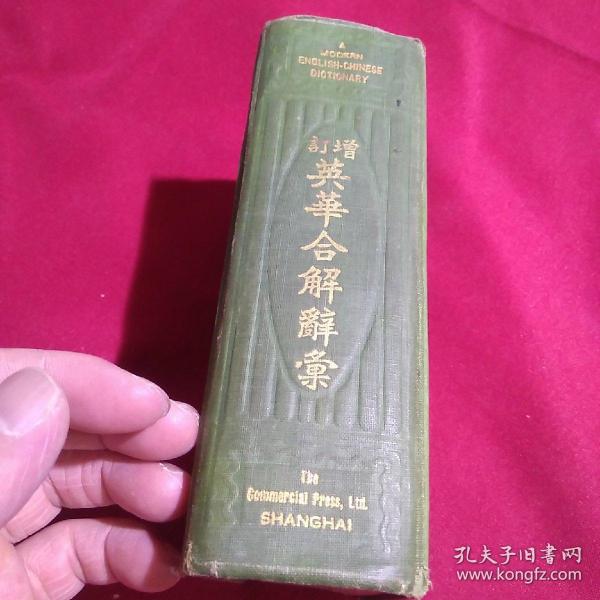 A
MODERN
ENGLISH-CHINESE
DICTIONARY
訂增
英華合解辭彙
The
Commercial Press, Ltd.
SHANGHAI
孔夫子旧书网
www.kongfz.com